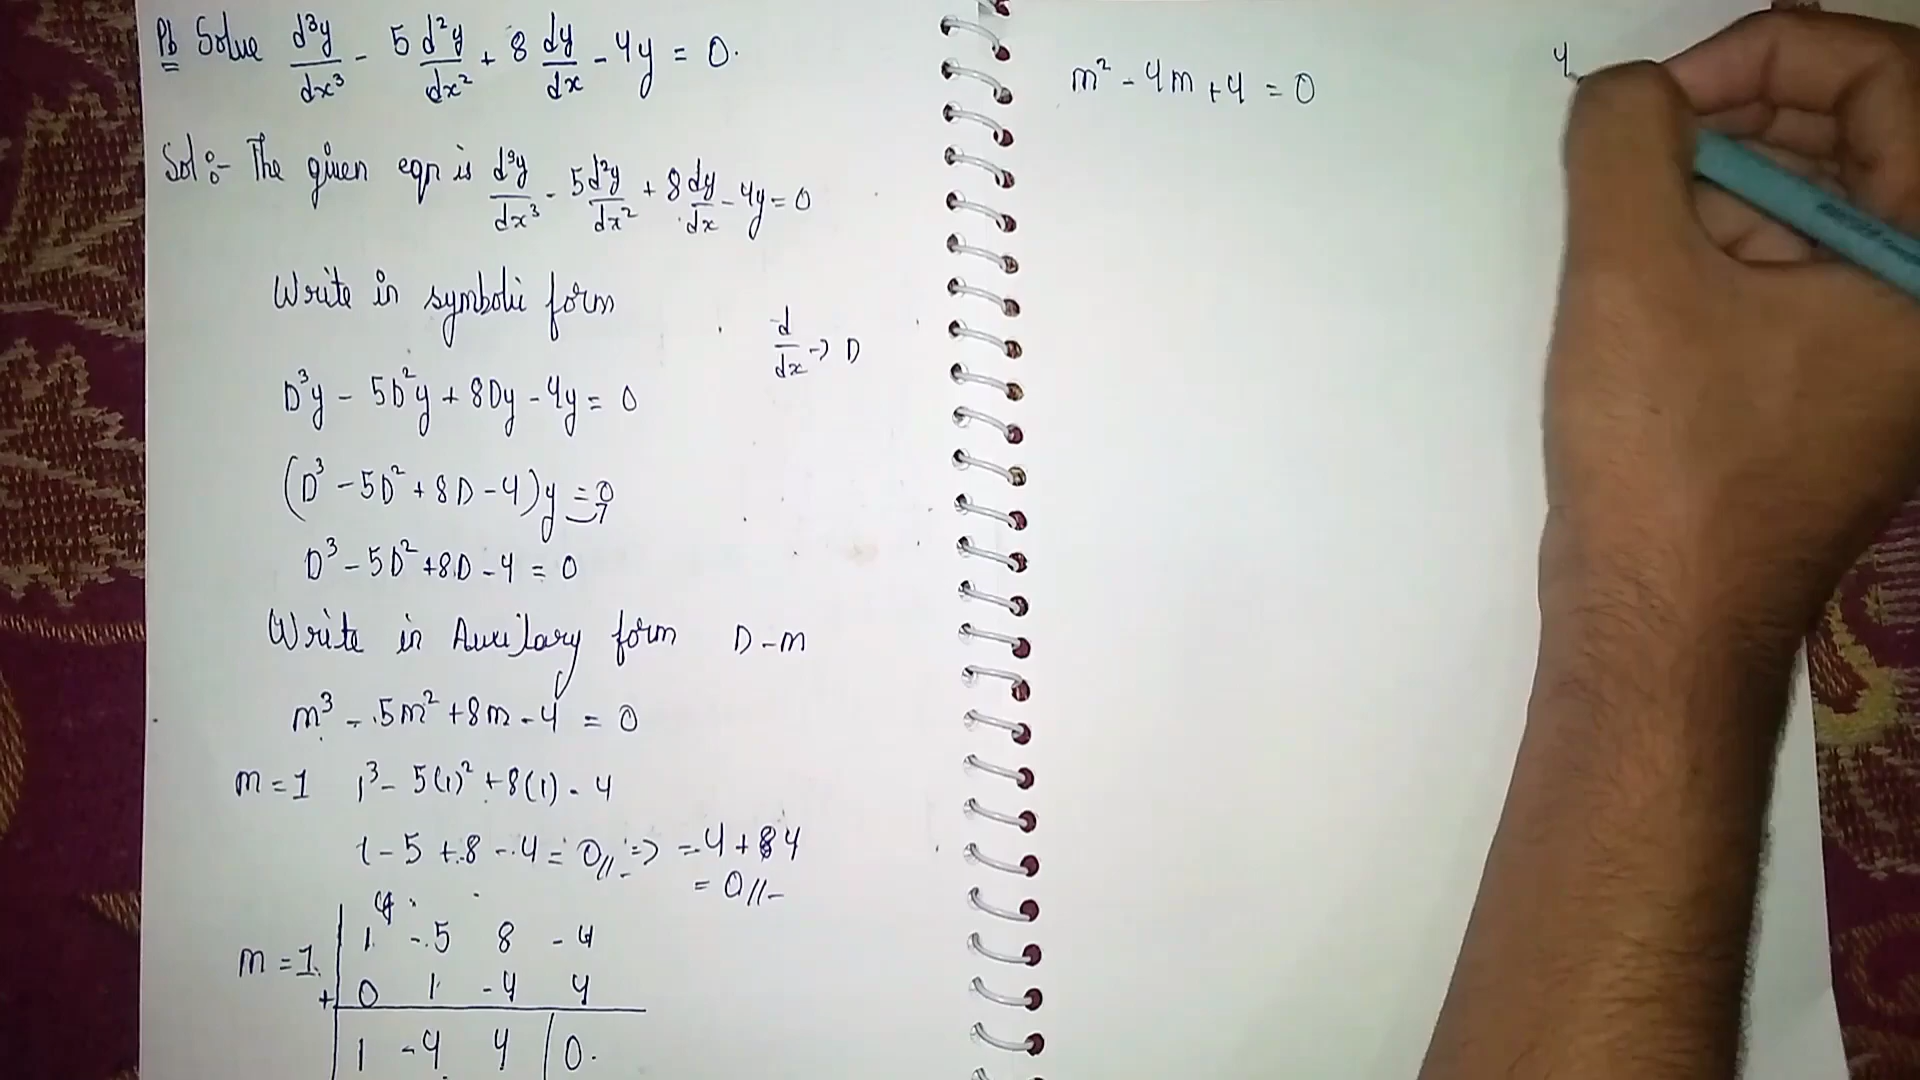 Pb Solve d³y/dx³ - 5 d²y/dx² + 8 dy/dx - 4y = 0.
Sol:- The given eqn is d³y/dx³ - 5d²y/dx² + 8dy/dx - 4y = 0
Write in symbolic form
d/dx → D
D³y - 5D²y + 8Dy - 4y = 0
(D³ - 5D² + 8D - 4)y = 0
D³ - 5D² + 8D - 4 = 0
Write in Auxilary form D-m
m³ - 5m² + 8m - 4 = 0
m = 1 1³ - 5(1)² + 8(1) - 4
1 - 5 + 8 - 4 = 0// => = -4 + 8 4
= 0//-
m = 1. 1 -5 8 -4
+ 0 1 -4 4
1 -4 4 0.
m² - 4m + 4 = 0
4